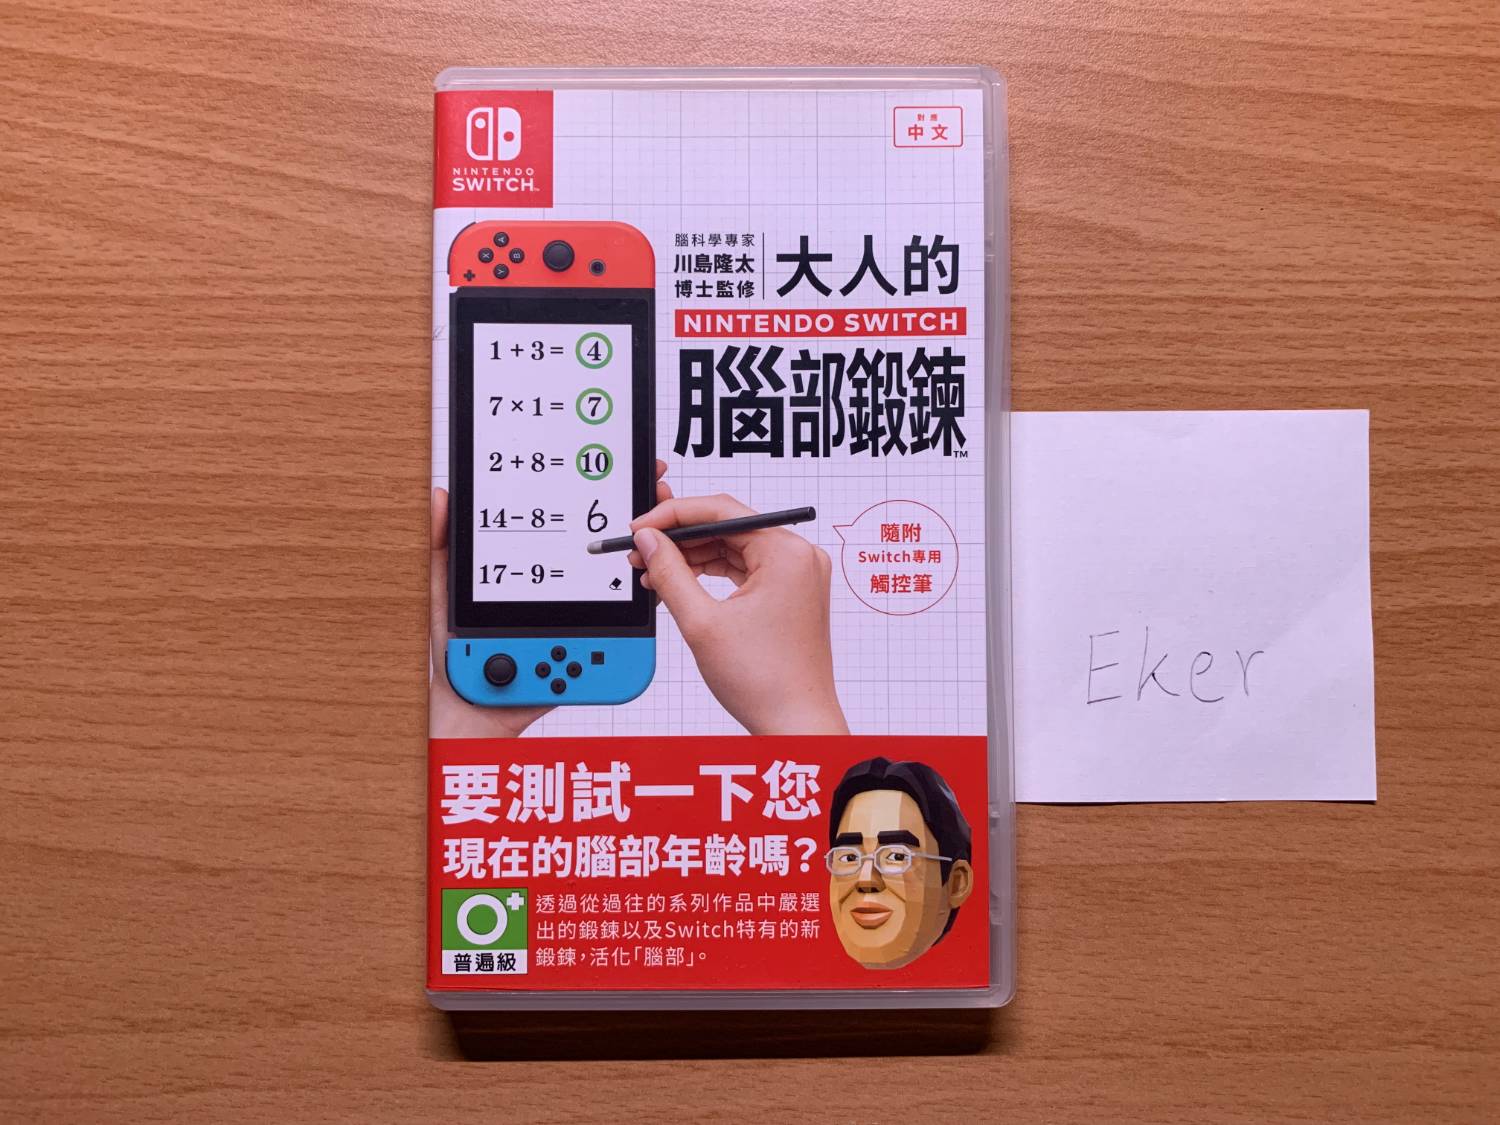 NINTENDO
SWITCH™
對應
中文
腦科學專家
川島隆太
博士監修
大人的
NINTENDO SWITCH
腦部鍛鍊™
A
X
B
Y
1+3= 4
7×1= 7
2+8= 10
14-8= 6
17-9=
隨附
Switch專用
觸控筆
Eker
要測試一下您
現在的腦部年齡嗎?
透過從過往的系列作品中嚴選
出的鍛鍊以及Switch特有的新
鍛鍊,活化「腦部」。
普遍級